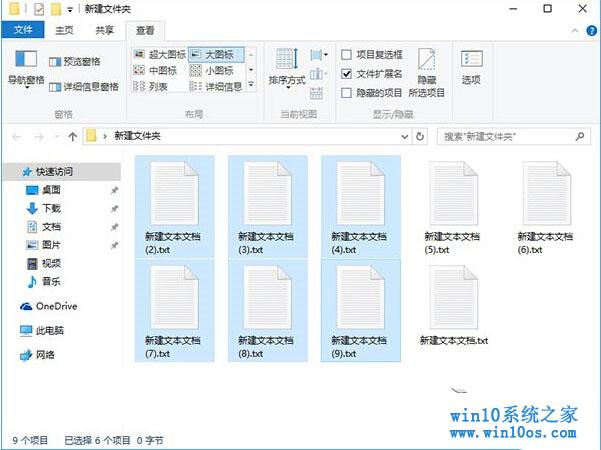 新建文件夹
文件 主页 共享 查看
导航窗格 预览窗格 详细信息窗格
窗格
超大图标 大图标
中图标 小图标
列表 详细信息
布局
排序方式
当前视图
项目复选框
文件扩展名
隐藏的项目
隐藏
所选项目
显示/隐藏
选项
新建文件夹
搜索"新建文件夹"
快速访问
桌面
下载
文档
图片
视频
音乐
OneDrive
此电脑
网络
新建文本文档
(2).txt
新建文本文档
(3).txt
新建文本文档
(4).txt
新建文本文档
(5).txt
新建文本文档
(6).txt
新建文本文档
(7).txt
新建文本文档
(8).txt
新建文本文档
(9).txt
新建文本文档.txt
9 个项目 已选择 6 个项目 0 字节
win10系统之家
www.win10os.com